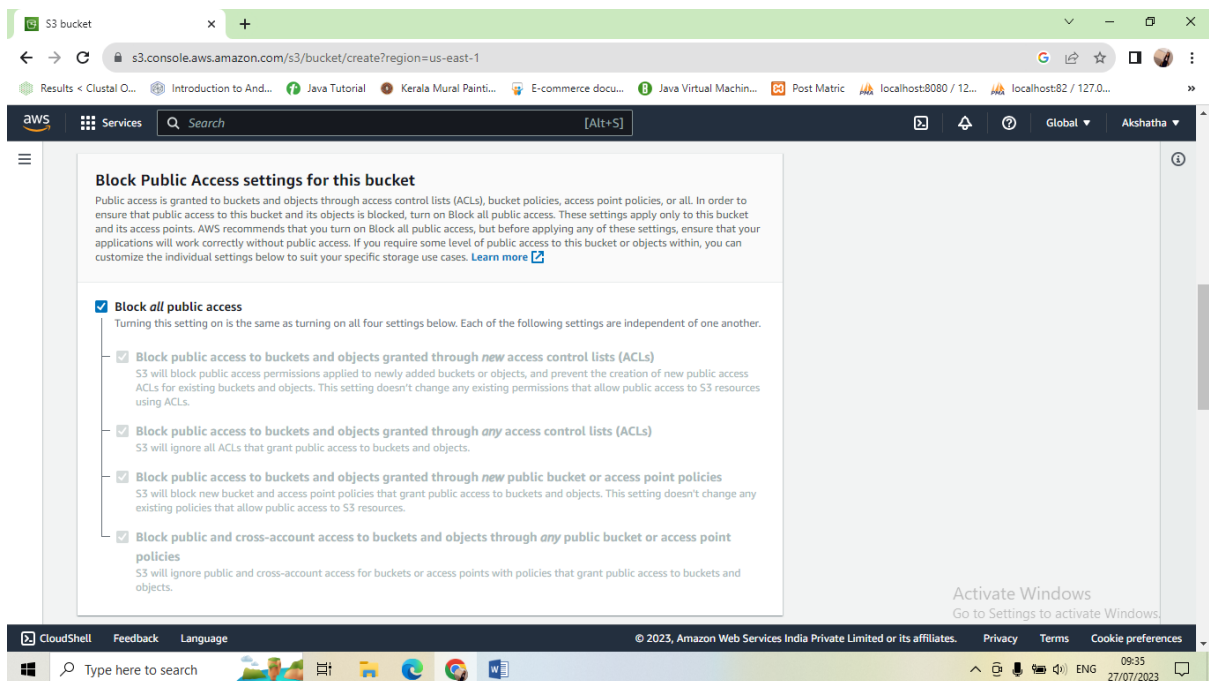 S3 bucket
s3.console.aws.amazon.com/s3/bucket/create?region=us-east-1
Results < Clustal O... Introduction to And... Java Tutorial Kerala Mural Painti... E-commerce docu... Java Virtual Machin... Post Matric localhost:8080 / 12... localhost:82 / 127.0... »
aws Services Search [Alt+S] Global Akshatha
Block Public Access settings for this bucket
Public access is granted to buckets and objects through access control lists (ACLs), bucket policies, access point policies, or all. In order to
ensure that public access to this bucket and its objects is blocked, turn on Block all public access. These settings apply only to this bucket
and its access points. AWS recommends that you turn on Block all public access, but before applying any of these settings, ensure that your
applications will work correctly without public access. If you require some level of public access to this bucket or objects within, you can
customize the individual settings below to suit your specific storage use cases. Learn more
Block all public access
Turning this setting on is the same as turning on all four settings below. Each of the following settings are independent of one another.
Block public access to buckets and objects granted through new access control lists (ACLs)
S3 will block public access permissions applied to newly added buckets or objects, and prevent the creation of new public access
ACLs for existing buckets and objects. This setting doesn't change any existing permissions that allow public access to S3 resources
using ACLs.
Block public access to buckets and objects granted through any access control lists (ACLs)
S3 will ignore all ACLs that grant public access to buckets and objects.
Block public access to buckets and objects granted through new public bucket or access point policies
S3 will block new bucket and access point policies that grant public access to buckets and objects. This setting doesn't change any
existing policies that allow public access to S3 resources.
Block public and cross-account access to buckets and objects through any public bucket or access point
policies
S3 will ignore public and cross-account access for buckets or access points with policies that grant public access to buckets and
objects.
Activate Windows
Go to Settings to activate Windows.
CloudShell Feedback Language © 2023, Amazon Web Services India Private Limited or its affiliates. Privacy Terms Cookie preferences
Type here to search ENG 09:35
27/07/2023